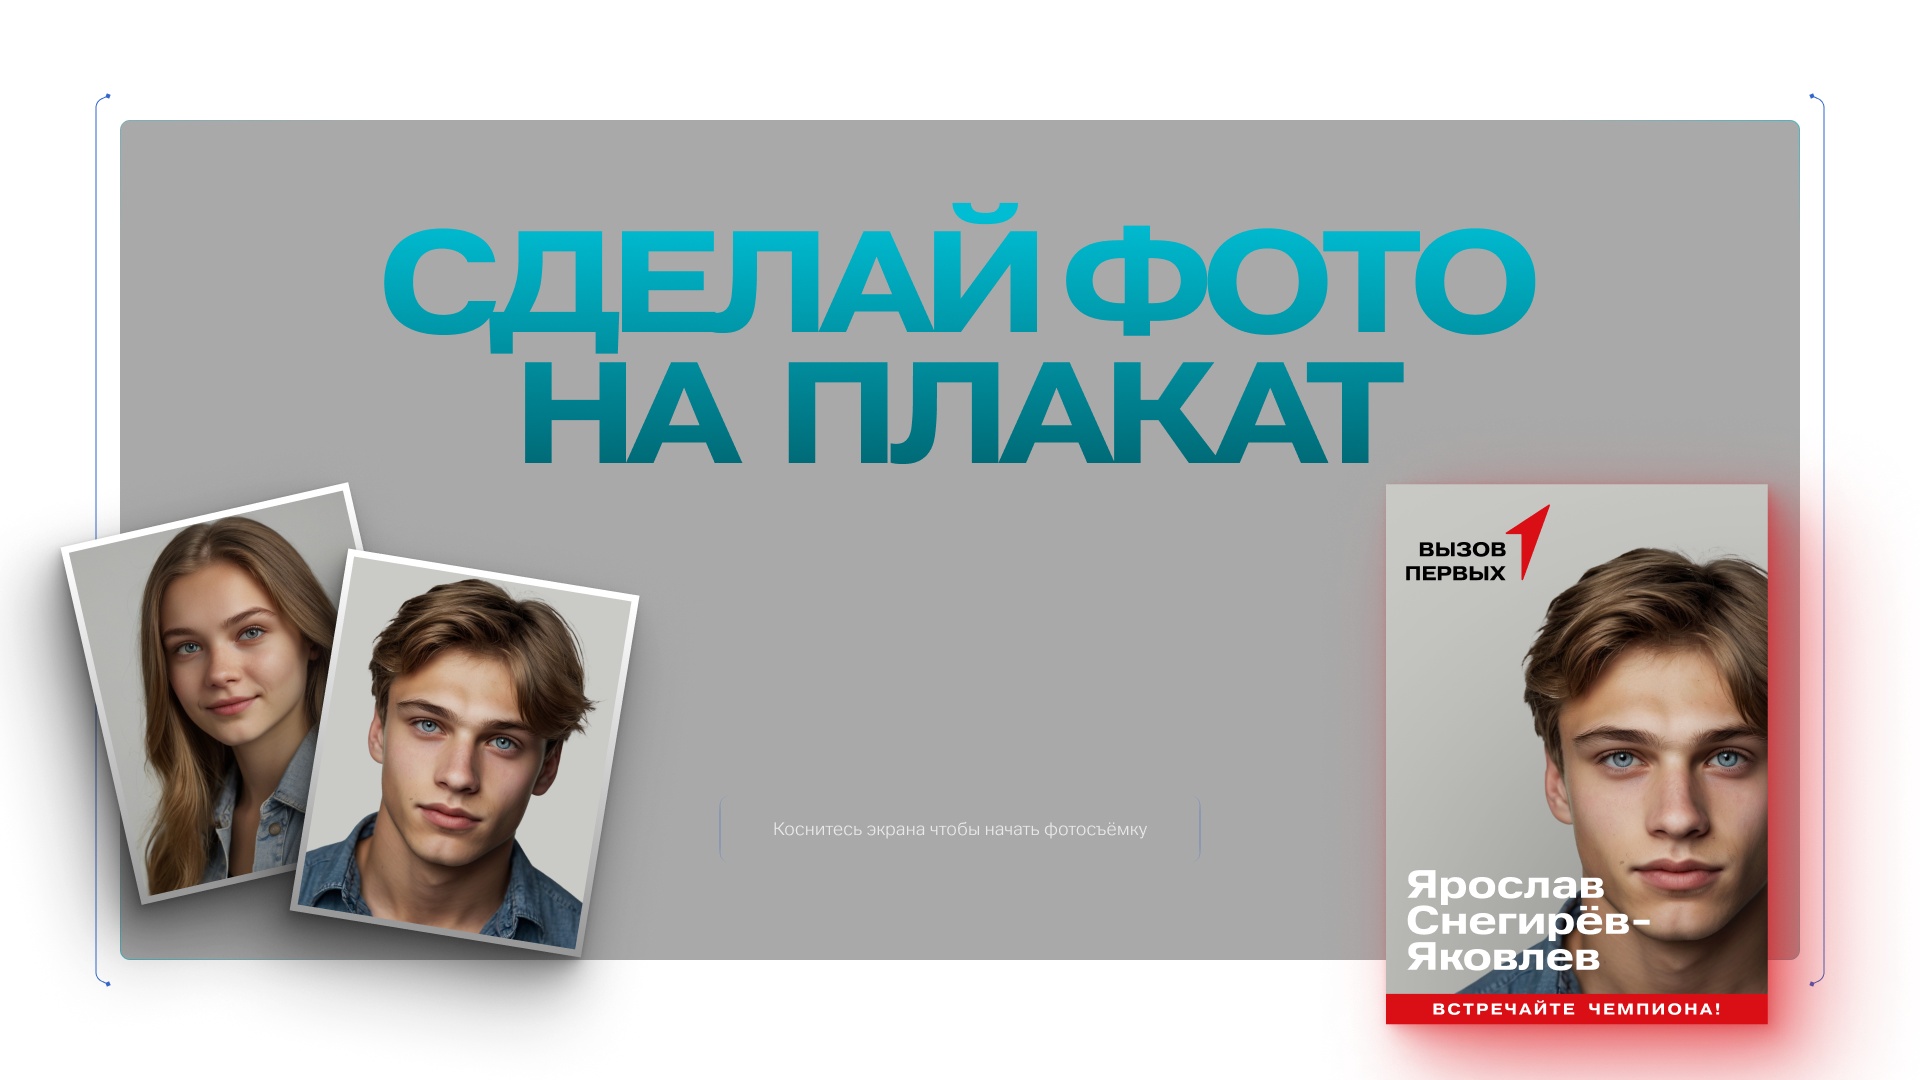 СДЕЛАЙ ФОТО
НА ПЛАКАТ
ВЫЗОВ
ПЕРВЫХ
Коснитесь экрана чтобы начать фотосъёмку
Ярослав
Снегирёв-
Яковлев
ВСТРЕЧАЙТЕ ЧЕМПИОНА!